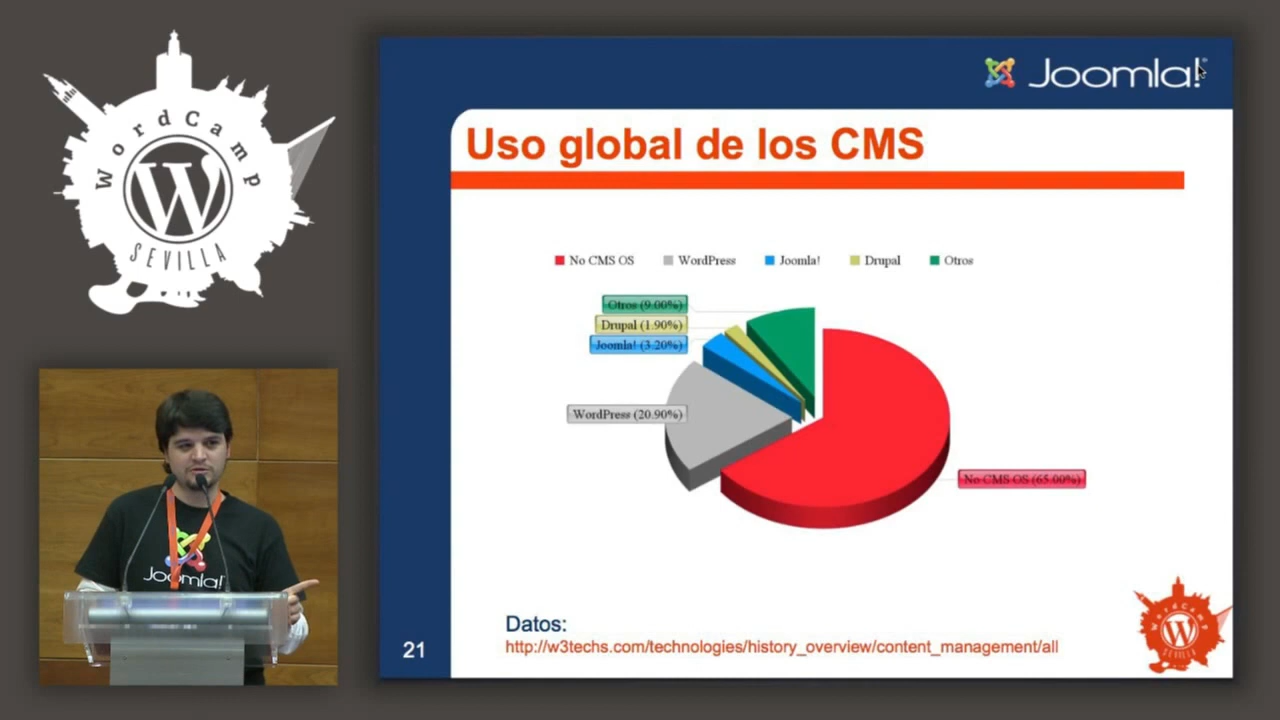 WordCamp
SEVILLA
Joomla!
Joomla!
Uso global de los CMS
No CMS OS
WordPress
Joomla!
Drupal
Otros
Otros (9.00%)
Drupal (1.90%)
Joomla! (3.20%)
WordPress (20.90%)
No CMS OS (65.00%)
Datos:
http://w3techs.com/technologies/history_overview/content_management/all
21
WordCamp
SEVILLA